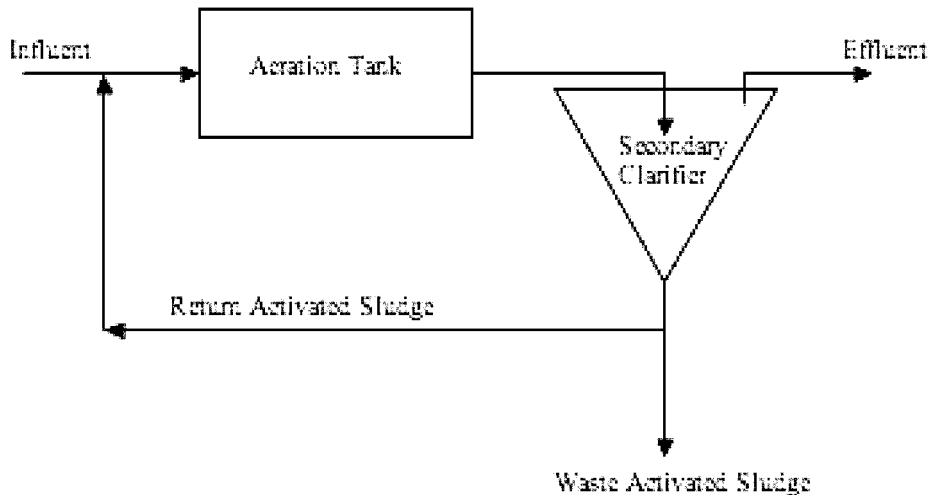 Influent
Effluent
Aeration Tank
Secondary
Clarifier
Return Activated Sludge
Waste Activated Sludge